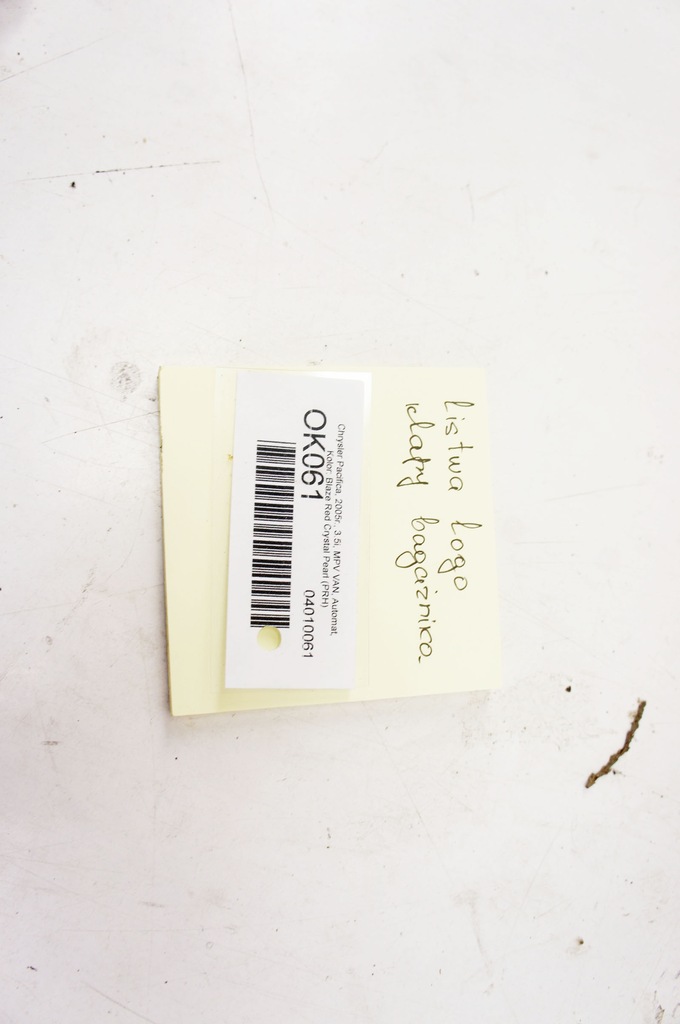 listwa logo
klapy bagażnika.
Chrysler Pacifica, 2005r., 3.5i, MPV VAN, Automat,
Kolor: Blaze Red Crystal Pearl (PRH)
OK061
04010061